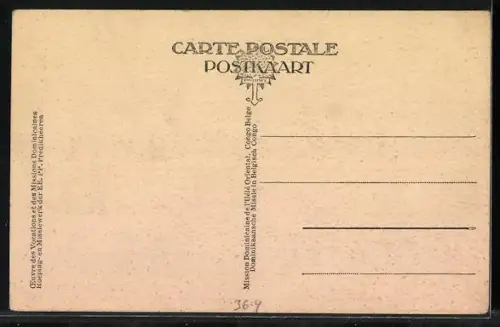 CARTE POSTALE
POSTKAART
Œuvre des Vocations et des Missions Dominicaines
Roeping- en Missiewerk der EE. PP. Predikheeren
Mission Dominicaine de l'Uélé Oriental, Congo Belge
Dominikaansche Missie in Belgisch Congo
36-4